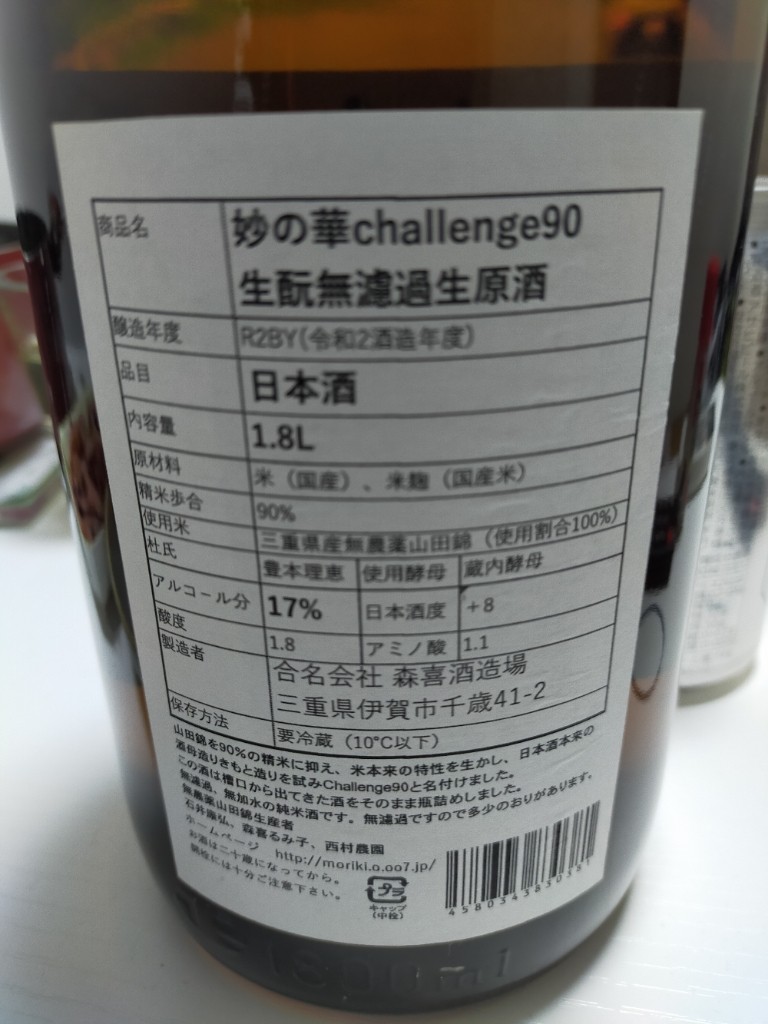 商品名 妙の華challenge90
生酛無濾過生原酒
醸造年度 R2BY(令和2酒造年度)
品目 日本酒
内容量 1.8L
原材料 米（国産）、米麹（国産米）
精米歩合 90%
使用米 三重県産無農薬山田錦（使用割合100%）
杜氏 豊本理恵 使用酵母 蔵内酵母
アルコール分 17% 日本酒度 +8
酸度 1.8 アミノ酸 1.1
製造者 合名会社 森喜酒造場
三重県伊賀市千歳41-2
保存方法 要冷蔵（10℃以下）
山田錦を90%の精米に抑え、米本来の特性を生かし、日本酒本来の
酒母造りきもと造りを試みChallenge90と名付けました。
この酒は槽口から出てきた酒をそのまま瓶詰めしました。
無濾過、無加水の純米酒です。無濾過ですので多少のおりがあります。
無農薬山田錦生産者
石井康弘、森喜るみ子、西村農園
ホームページ http://moriki.o.oo7.jp/
お酒は二十歳になってから。
開栓には十分ご注意下さい。
プラ
キャップ
(中栓)
4580343830381
1800ml